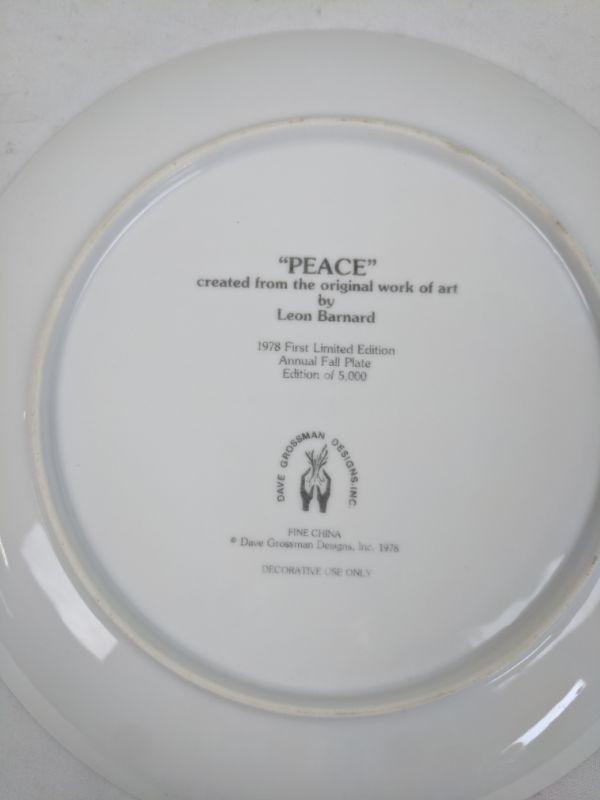 “PEACE”
created from the original work of art
by
Leon Barnard
1978 First Limited Edition
Annual Fall Plate
Edition of 5,000
DAVE GROSSMAN DESIGNS, INC.
FINE CHINA
© Dave Grossman Designs, Inc. 1978
DECORATIVE USE ONLY